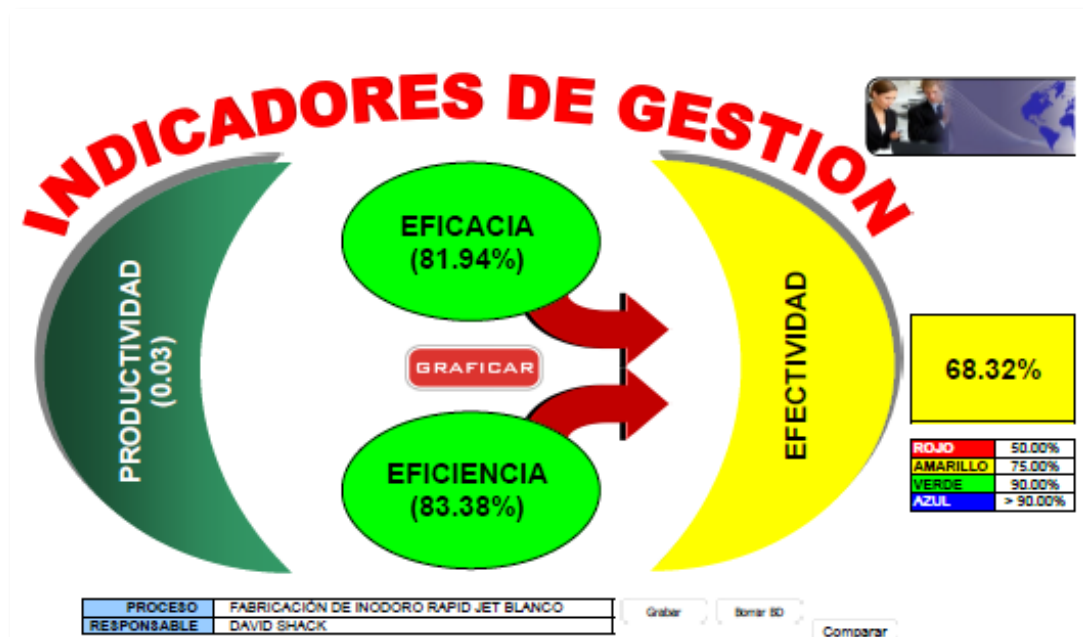 INDICADORES DE GESTION
PRODUCTIVIDAD
(0.03)
EFICACIA
(81.94%)
GRAFICAR
EFICIENCIA
(83.38%)
EFECTIVIDAD
68.32%
ROJO 50.00%
AMARILLO 75.00%
VERDE 90.00%
AZUL > 90.00%
PROCESO FABRICACIÓN DE INODORO RAPID JET BLANCO
RESPONSABLE DAVID SHACK
Grabar
Borrar BD
Comparar